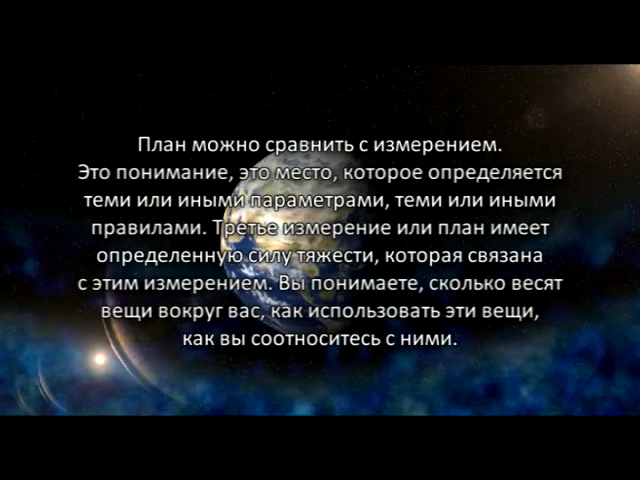 План можно сравнить с измерением.
Это понимание, это место, которое определяется
теми или иными параметрами, теми или иными
правилами. Третье измерение или план имеет
определенную силу тяжести, которая связана
с этим измерением. Вы понимаете, сколько весят
вещи вокруг вас, как использовать эти вещи,
как вы соотноситесь с ними.